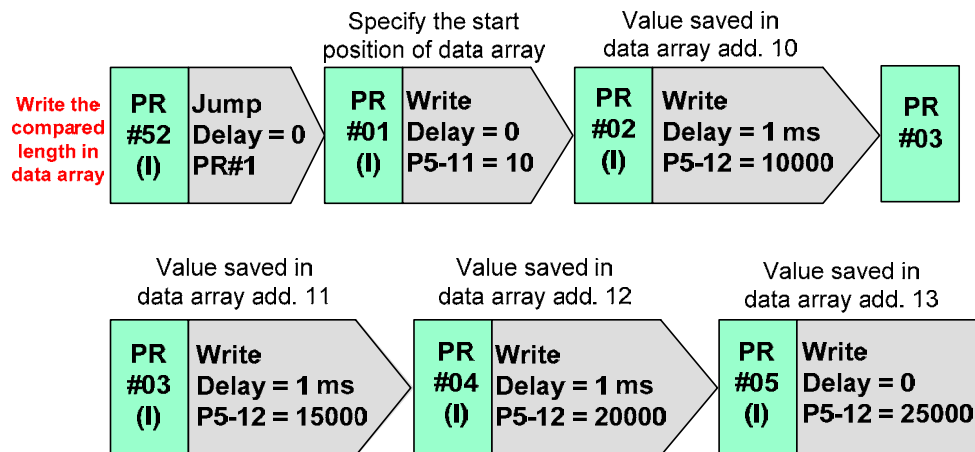 Specify the start
position of data array
Value saved in
data array add. 10
Write the
compared
length in
data array
PR
#52
(I)
Jump
Delay = 0
PR#1
PR
#01
(I)
Write
Delay = 0
P5-11 = 10
PR
#02
(I)
Write
Delay = 1 ms
P5-12 = 10000
PR
#03
Value saved in
data array add. 11
Value saved in
data array add. 12
Value saved in
data array add. 13
PR
#03
(I)
Write
Delay = 1 ms
P5-12 = 15000
PR
#04
(I)
Write
Delay = 1 ms
P5-12 = 20000
PR
#05
(I)
Write
Delay = 0
P5-12 = 25000